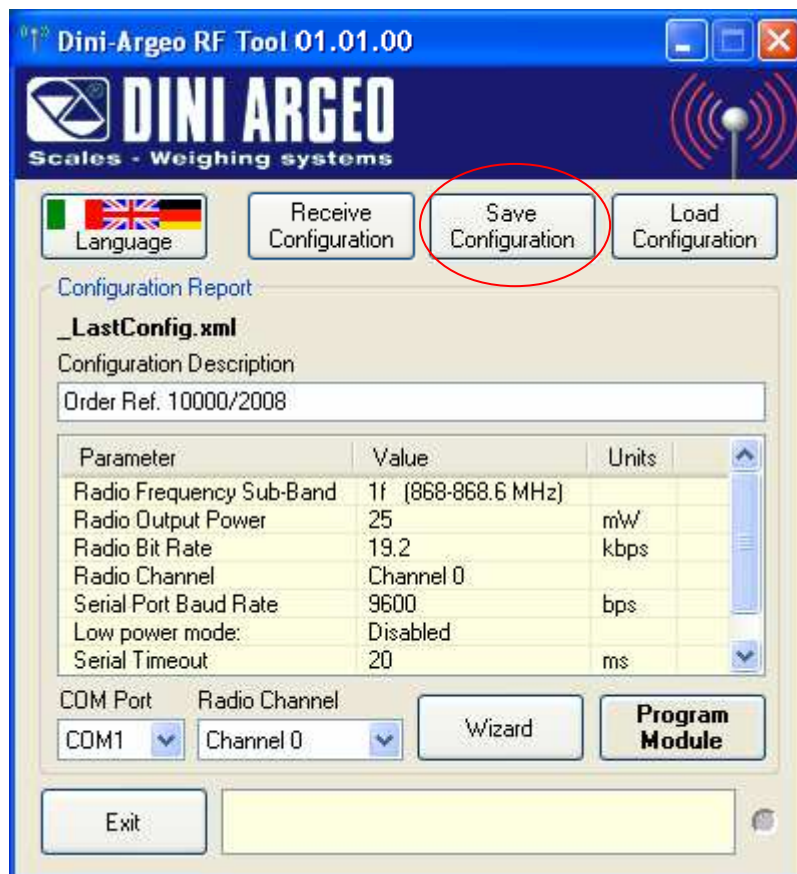 Dini-Argeo RF Tool 01.01.00
DINI ARGEO
Scales - Weighing systems
Language
Receive Configuration
Save Configuration
Load Configuration
Configuration Report
_LastConfig.xml
Configuration Description
Order Ref. 10000/2008
Parameter Value Units
Radio Frequency Sub-Band 1f (868-868.6 MHz)
Radio Output Power 25 mW
Radio Bit Rate 19.2 kbps
Radio Channel Channel 0
Serial Port Baud Rate 9600 bps
Low power mode: Disabled
Serial Timeout 20 ms
COM Port Radio Channel
COM1 Channel 0
Wizard
Program Module
Exit